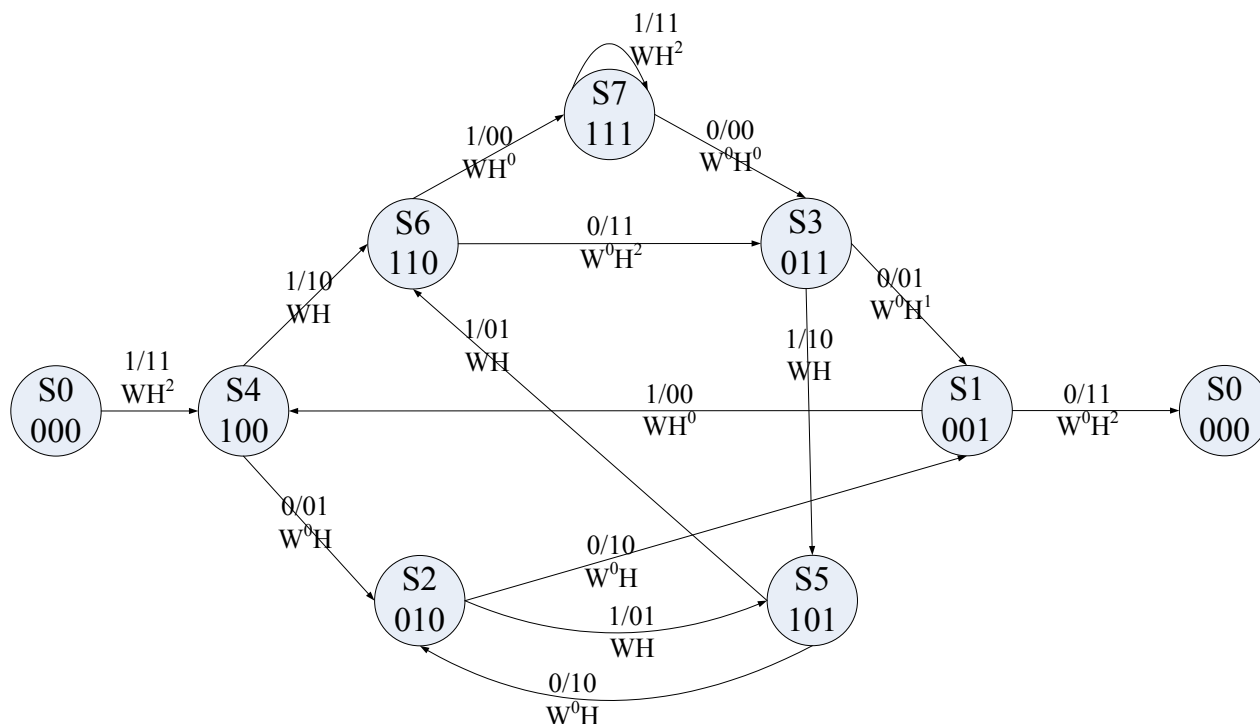 1/11
WH²
S7
111
1/00
WH⁰
0/00
W⁰H⁰
S6
110
0/11
W⁰H²
S3
011
1/10
WH
1/01
WH
0/01
W⁰H¹
1/10
WH
S0
000
1/11
WH²
S4
100
1/00
WH⁰
S1
001
0/11
W⁰H²
S0
000
0/01
W⁰H
0/10
W⁰H
S2
010
1/01
WH
S5
101
0/10
W⁰H